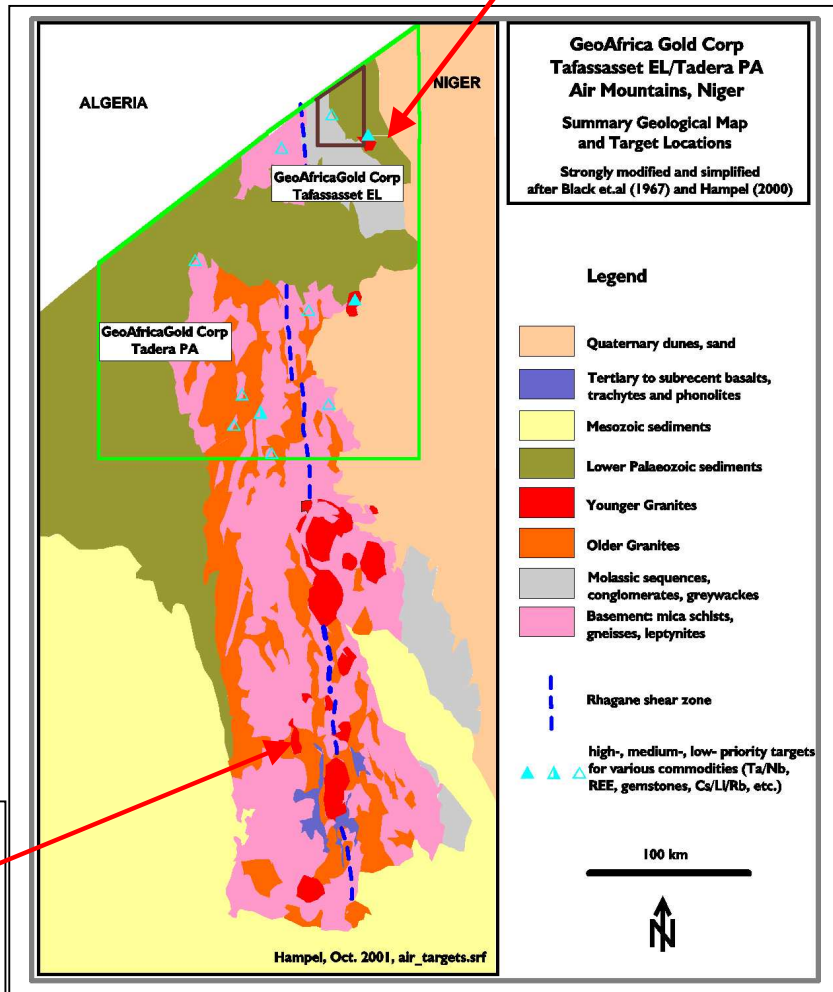 GeoAfrica Gold Corp
Tafassasset EL/Tadera PA
Air Mountains, Niger
Summary Geological Map
and Target Locations
Strongly modified and simplified
after Black et.al (1967) and Hampel (2000)
ALGERIA
NIGER
GeoAfricaGold Corp
Tafassasset EL
GeoAfricaGold Corp
Tadera PA
Legend
Quaternary dunes, sand
Tertiary to subrecent basalts,
trachytes and phonolites
Mesozoic sediments
Lower Palaeozoic sediments
Younger Granites
Older Granites
Molassic sequences,
conglomerates, greywackes
Basement: mica schists,
gneisses, leptynites
Rhagane shear zone
high-, medium-, low- priority targets
for various commodities (Ta/Nb,
REE, gemstones, Cs/Li/Rb, etc.)
100 km
N
Hampel, Oct. 2001, air_targets.srf